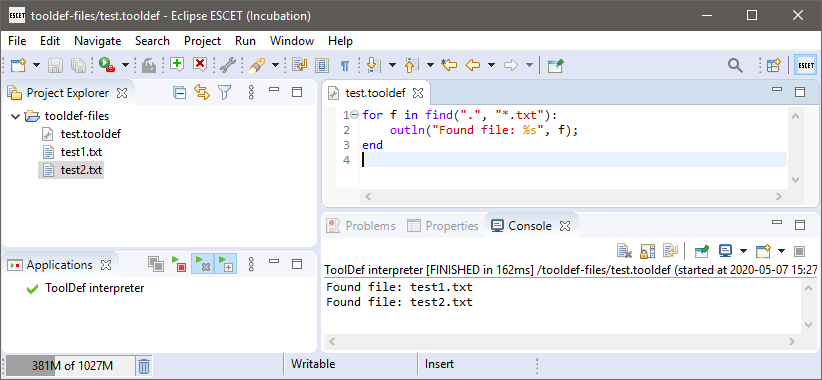 ESCET tooldef-files/test.tooldef - Eclipse ESCET (Incubation)
File Edit Navigate Search Project Run Window Help
ESCET
Project Explorer
tooldef-files
test.tooldef
test1.txt
test2.txt
test.tooldef
1 for f in find(".", "*.txt"):
2 outln("Found file: %s", f);
3 end
4
Applications
ToolDef interpreter
Problems Properties Console
ToolDef interpreter [FINISHED in 162ms] /tooldef-files/test.tooldef (started at 2020-05-07 15:27
Found file: test1.txt
Found file: test2.txt
381M of 1027M Writable Insert